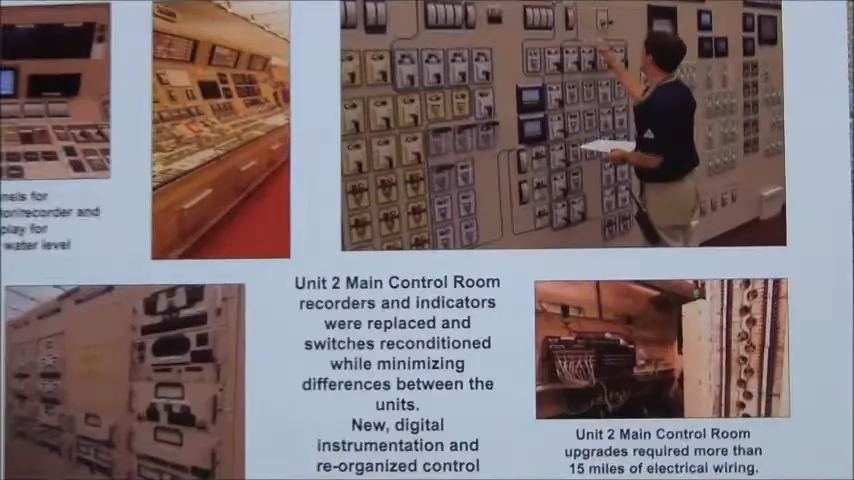 nels for
or/recorder and
play for
water level
Unit 2 Main Control Room
recorders and indicators
were replaced and
switches reconditioned
while minimizing
differences between the
units.
New, digital
instrumentation and
re-organized control
Unit 2 Main Control Room
upgrades required more than
15 miles of electrical wiring.